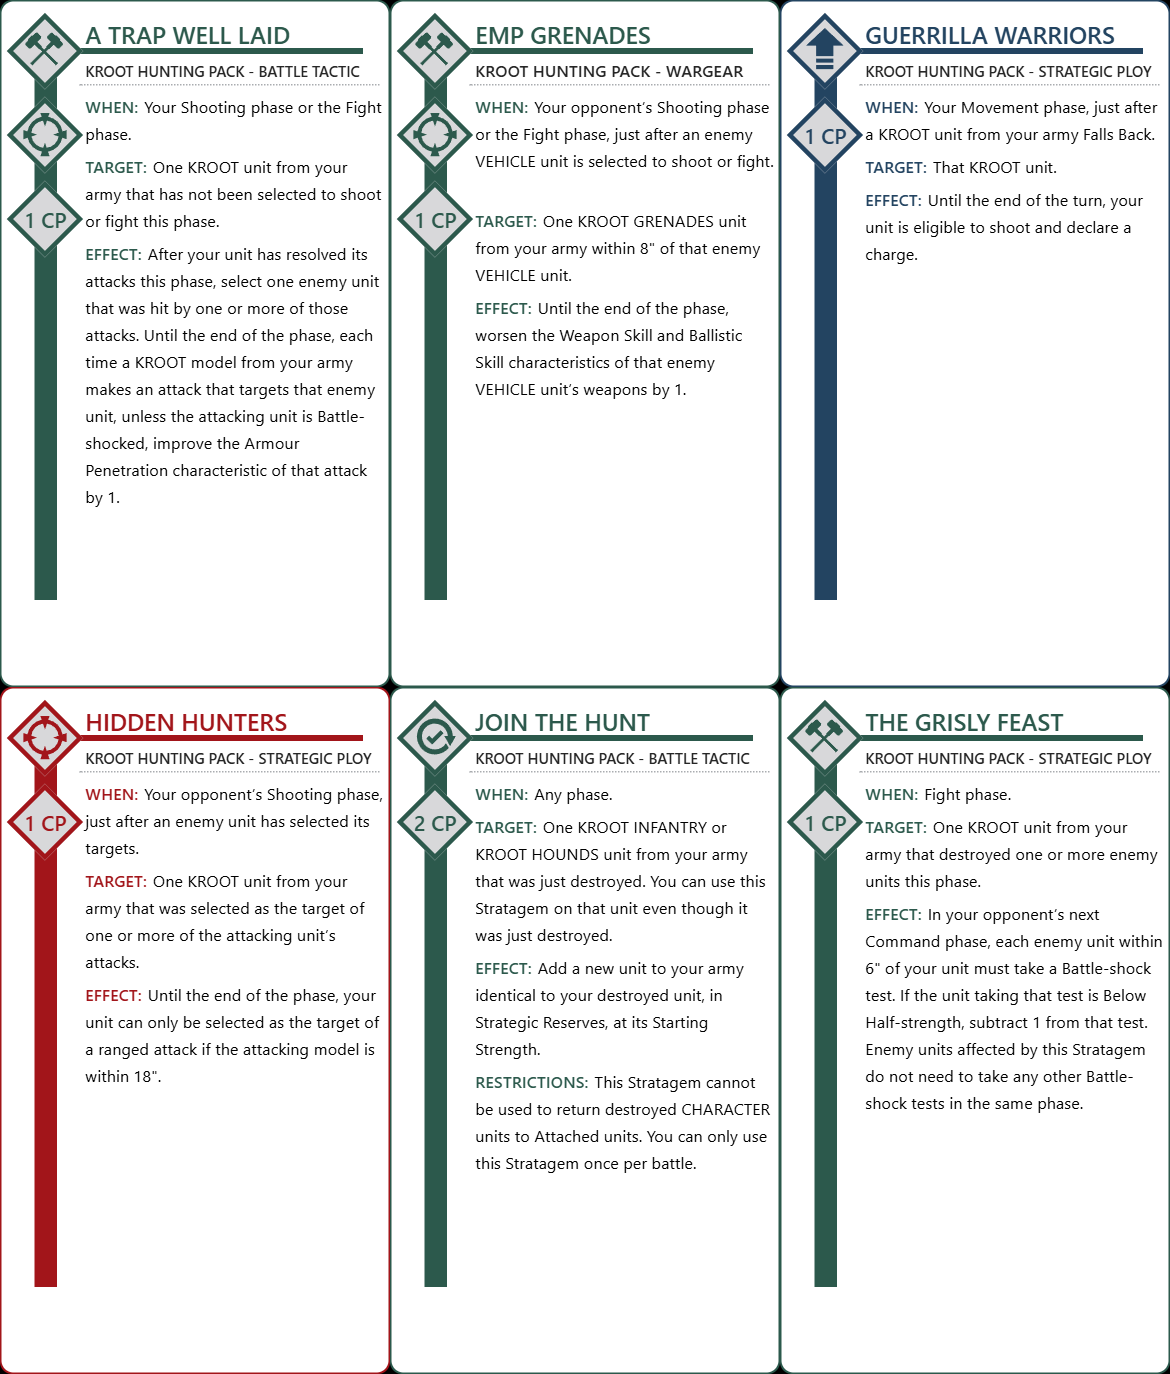 A TRAP WELL LAID
KROOT HUNTING PACK - BATTLE TACTIC
WHEN: Your Shooting phase or the Fight
phase.
TARGET: One KROOT unit from your
army that has not been selected to shoot
or fight this phase.
1 CP
EFFECT: After your unit has resolved its
attacks this phase, select one enemy unit
that was hit by one or more of those
attacks. Until the end of the phase, each
time a KROOT model from your army
makes an attack that targets that enemy
unit, unless the attacking unit is Battle-
shocked, improve the Armour
Penetration characteristic of that attack
by 1.
EMP GRENADES
KROOT HUNTING PACK - WARGEAR
WHEN: Your opponent’s Shooting phase
or the Fight phase, just after an enemy
VEHICLE unit is selected to shoot or fight.
1 CP
TARGET: One KROOT GRENADES unit
from your army within 8" of that enemy
VEHICLE unit.
EFFECT: Until the end of the phase,
worsen the Weapon Skill and Ballistic
Skill characteristics of that enemy
VEHICLE unit’s weapons by 1.
GUERRILLA WARRIORS
KROOT HUNTING PACK - STRATEGIC PLOY
WHEN: Your Movement phase, just after
a KROOT unit from your army Falls Back.
1 CP
TARGET: That KROOT unit.
EFFECT: Until the end of the turn, your
unit is eligible to shoot and declare a
charge.
HIDDEN HUNTERS
KROOT HUNTING PACK - STRATEGIC PLOY
WHEN: Your opponent’s Shooting phase,
just after an enemy unit has selected its
targets.
1 CP
TARGET: One KROOT unit from your
army that was selected as the target of
one or more of the attacking unit’s
attacks.
EFFECT: Until the end of the phase, your
unit can only be selected as the target of
a ranged attack if the attacking model is
within 18".
JOIN THE HUNT
KROOT HUNTING PACK - BATTLE TACTIC
WHEN: Any phase.
2 CP
TARGET: One KROOT INFANTRY or
KROOT HOUNDS unit from your army
that was just destroyed. You can use this
Stratagem on that unit even though it
was just destroyed.
EFFECT: Add a new unit to your army
identical to your destroyed unit, in
Strategic Reserves, at its Starting
Strength.
RESTRICTIONS: This Stratagem cannot
be used to return destroyed CHARACTER
units to Attached units. You can only use
this Stratagem once per battle.
THE GRISLY FEAST
KROOT HUNTING PACK - STRATEGIC PLOY
WHEN: Fight phase.
1 CP
TARGET: One KROOT unit from your
army that destroyed one or more enemy
units this phase.
EFFECT: In your opponent’s next
Command phase, each enemy unit within
6" of your unit must take a Battle-shock
test. If the unit taking that test is Below
Half-strength, subtract 1 from that test.
Enemy units affected by this Stratagem
do not need to take any other Battle-
shock tests in the same phase.